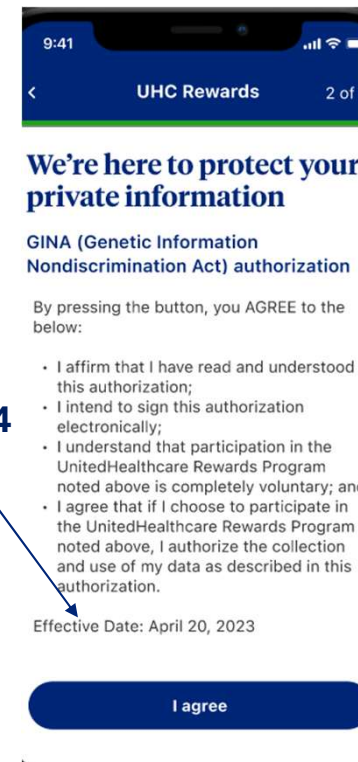 9:41
< UHC Rewards 2 of
We're here to protect your
private information
GINA (Genetic Information
Nondiscrimination Act) authorization
By pressing the button, you AGREE to the
below:
• I affirm that I have read and understood
this authorization;
• I intend to sign this authorization
electronically;
4
• I understand that participation in the
UnitedHealthcare Rewards Program
noted above is completely voluntary; and
• I agree that if I choose to participate in
the UnitedHealthcare Rewards Program
noted above, I authorize the collection
and use of my data as described in this
authorization.
Effective Date: April 20, 2023
I agree